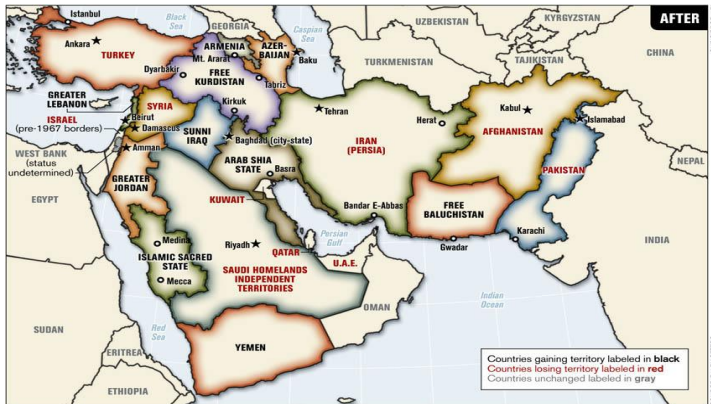 AFTER
Istanbul
Black
Sea
GEORGIA
Caspian
Sea
UZBEKISTAN
KYRGYZSTAN
Ankara
TURKEY
ARMENIA
Mt. Ararat
AZER-
BAIJAN
Baku
TURKMENISTAN
TAJIKISTAN
CHINA
Dyarbakir
FREE
KURDISTAN
Tabriz
GREATER
LEBANON
SYRIA
Kirkuk
Tehran
Herat
Kabul
Islamabad
ISRAEL
(pre-1967 borders)
Beirut
Damascus
SUNNI
IRAQ
Baghdad (city-state)
IRAN
(PERSIA)
AFGHANISTAN
WEST BANK
(status
undetermined)
Amman
ARAB SHIA
STATE
Basra
PAKISTAN
NEPAL
GREATER
JORDAN
EGYPT
KUWAIT
Bandar E-Abbas
FREE
BALUCHISTAN
Karachi
Gwadar
INDIA
Medina
Riyadh
Persian
Gulf
ISLAMIC SACRED
STATE
QATAR
U.A.E.
Mecca
SAUDI HOMELANDS
INDEPENDENT
TERRITORIES
OMAN
Indian
Ocean
SUDAN
Red
Sea
YEMEN
ERITREA
ETHIOPIA
Countries gaining territory labeled in black
Countries losing territory labeled in red
Countries unchanged labeled in gray